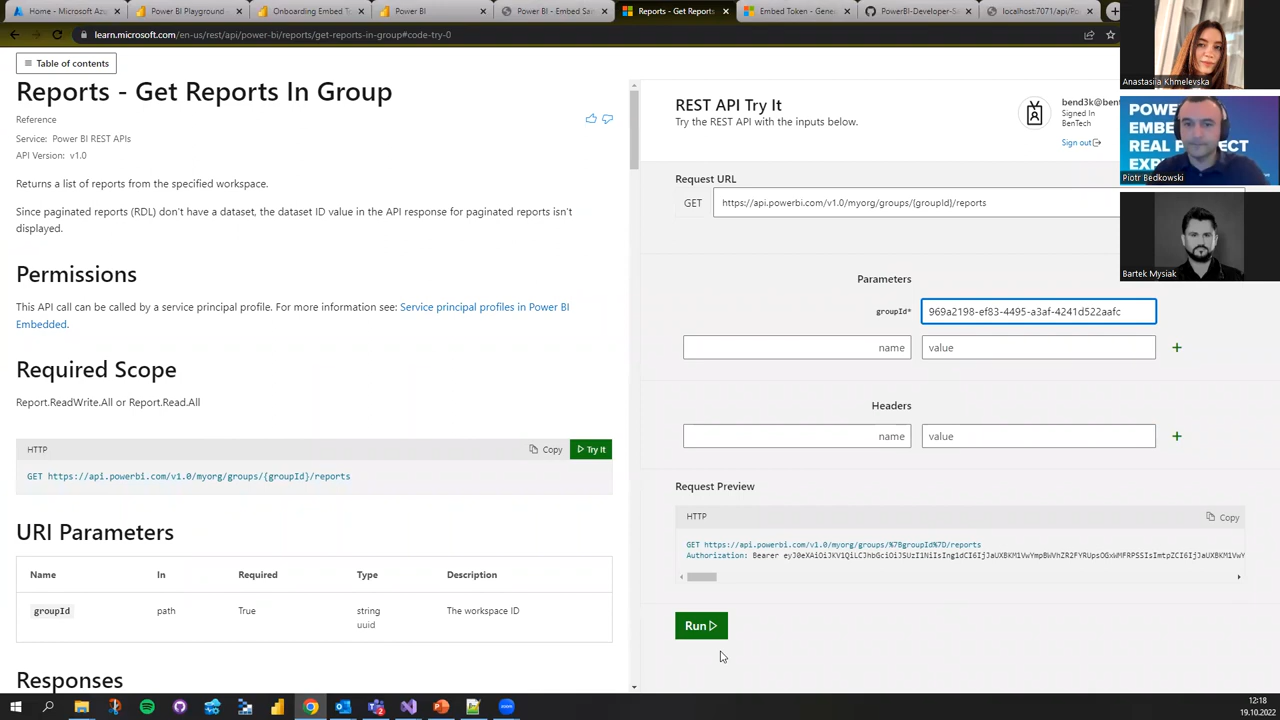 Home - Microsoft Az
Power BI Playground
Onboarding Embed T
Power BI
Power BI - Embed Sam
Reports - Get Reports
Embed Token - Gene
PowerBI-Developer-S
localhost:7071/api/Po
learn.microsoft.com/en-us/rest/api/power-bi/reports/get-reports-in-group#code-try-0
Table of contents
Reports - Get Reports In Group
Reference
Service: Power BI REST APIs
API Version: v1.0
Returns a list of reports from the specified workspace.
Since paginated reports (RDL) don't have a dataset, the dataset ID value in the API response for paginated reports isn't
displayed.
Permissions
This API call can be called by a service principal profile. For more information see: Service principal profiles in Power BI
Embedded.
Required Scope
Report.ReadWrite.All or Report.Read.All
HTTP
Copy
Try It
GET https://api.powerbi.com/v1.0/myorg/groups/{groupId}/reports
URI Parameters
Name In Required Type Description
groupId path True string The workspace ID
uuid
Responses
REST API Try It
Try the REST API with the inputs below.
bend3k@ben
Signed In
BenTech
Sign out
Request URL
GET https://api.powerbi.com/v1.0/myorg/groups/{groupId}/reports
Parameters
groupId* 969a2198-ef83-4495-a3af-4241d522aafc
name value +
Headers
name value +
Request Preview
HTTP
Copy
GET https://api.powerbi.com/v1.0/myorg/groups/%7BgroupId%7D/reports
Authorization: Bearer
Run
Anastasiia Khmelevska
POWE
EMBE
REAL P JECT
EXP
Piotr Bedkowski
Bartek Mysiak
12:18
19.10.2022